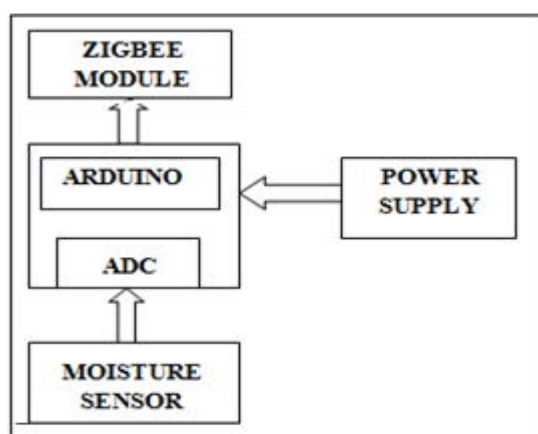 ZIGBEE
MODULE
ARDUINO
POWER
SUPPLY
ADC
MOISTURE
SENSOR